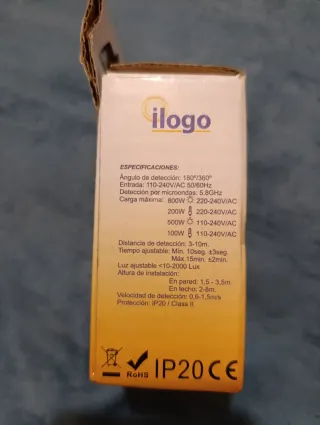 ilogo
ESPECIFICACIONES:
Ángulo de detección: 180º/360º
Entrada: 110-240V/AC 50/60Hz
Detección por microondas: 5.8GHz
Carga máxima: 800W 220-240V/AC
200W 220-240V/AC
500W 110-240V/AC
100W 110-240V/AC
Distancia de detección: 3-10m.
Tiempo ajustable: Min. 10seg. ±3seg.
Max.15min. ±2min.
Luz ajustable <10-2000 Lux
Altura de instalación:
En pared: 1,5 - 3,5m.
En techo: 2-8m.
Velocidad de detección: 0,6-1,5m/s
Protección: IP20 / Class II
RoHS IP20 CE